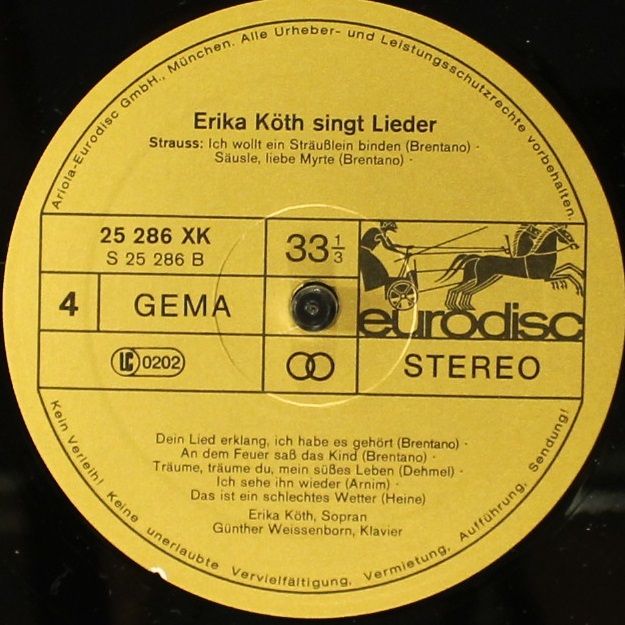 Ariola-Eurodisc GmbH., München. Alle Urheber- und Leistungsschutzrechte vorbehalten.
Erika Köth singt Lieder
Strauss: Ich wollt ein Sträußlein binden (Brentano) ·
Säusle, liebe Myrte (Brentano) ·
25 286 XK
S 25 286 B
33 1/3
4
GEMA
eurodisc
LC 0202
STEREO
Dein Lied erklang, ich habe es gehört (Brentano) ·
An dem Feuer saß das Kind (Brentano) ·
Träume, träume du, mein süßes Leben (Dehmel) ·
Ich sehe ihn wieder (Arnim) ·
Das ist ein schlechtes Wetter (Heine)
Erika Köth, Sopran
Günther Weissenborn, Klavier
Kein Verleih! Keine unerlaubte Vervielfältigung, Vermietung, Aufführung, Sendung!